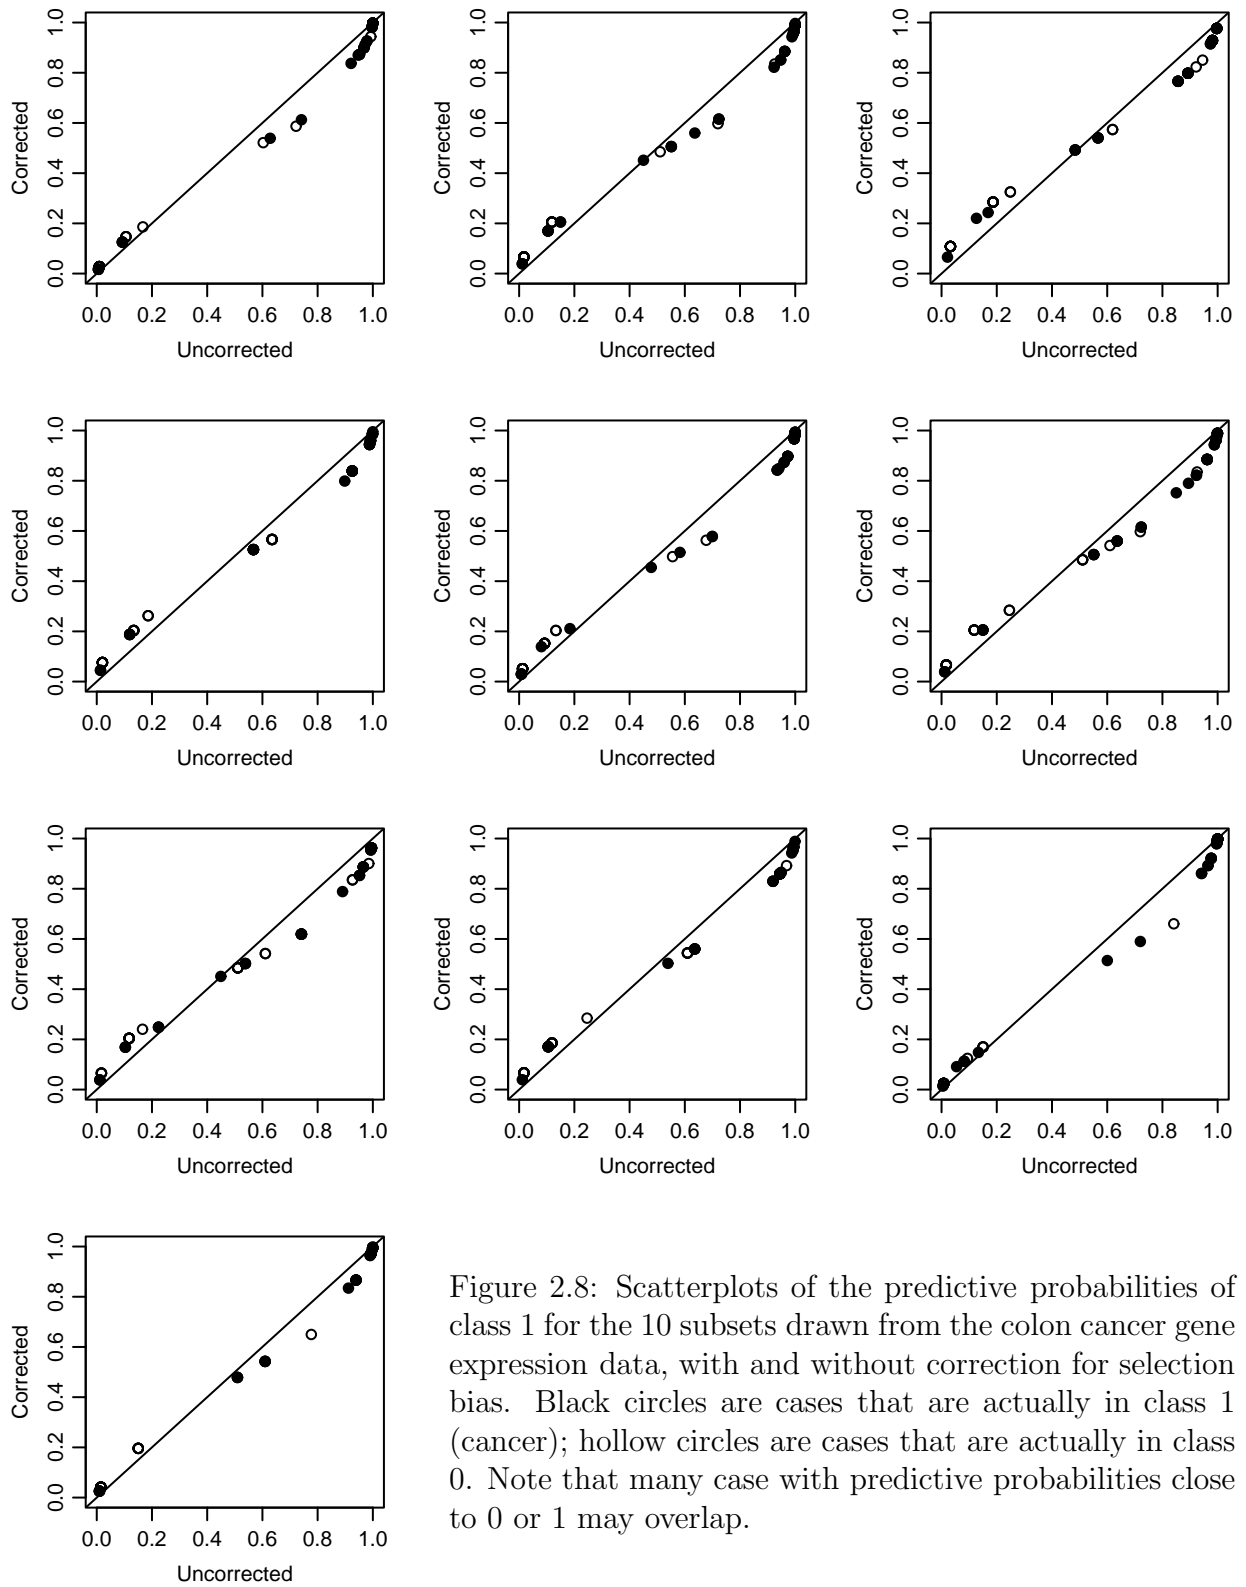 0.0 0.2 0.4 0.6 0.8 1.0
Corrected
0.0 0.2 0.4 0.6 0.8 1.0
Uncorrected
0.0 0.2 0.4 0.6 0.8 1.0
Corrected
0.0 0.2 0.4 0.6 0.8 1.0
Uncorrected
0.0 0.2 0.4 0.6 0.8 1.0
Corrected
0.0 0.2 0.4 0.6 0.8 1.0
Uncorrected
0.0 0.2 0.4 0.6 0.8 1.0
Corrected
0.0 0.2 0.4 0.6 0.8 1.0
Uncorrected
0.0 0.2 0.4 0.6 0.8 1.0
Corrected
0.0 0.2 0.4 0.6 0.8 1.0
Uncorrected
0.0 0.2 0.4 0.6 0.8 1.0
Corrected
0.0 0.2 0.4 0.6 0.8 1.0
Uncorrected
0.0 0.2 0.4 0.6 0.8 1.0
Corrected
0.0 0.2 0.4 0.6 0.8 1.0
Uncorrected
0.0 0.2 0.4 0.6 0.8 1.0
Corrected
0.0 0.2 0.4 0.6 0.8 1.0
Uncorrected
0.0 0.2 0.4 0.6 0.8 1.0
Corrected
0.0 0.2 0.4 0.6 0.8 1.0
Uncorrected
0.0 0.2 0.4 0.6 0.8 1.0
Corrected
0.0 0.2 0.4 0.6 0.8 1.0
Uncorrected
Figure 2.8: Scatterplots of the predictive probabilities of
class 1 for the 10 subsets drawn from the colon cancer gene
expression data, with and without correction for selection
bias. Black circles are cases that are actually in class 1
(cancer); hollow circles are cases that are actually in class
0. Note that many case with predictive probabilities close
to 0 or 1 may overlap.